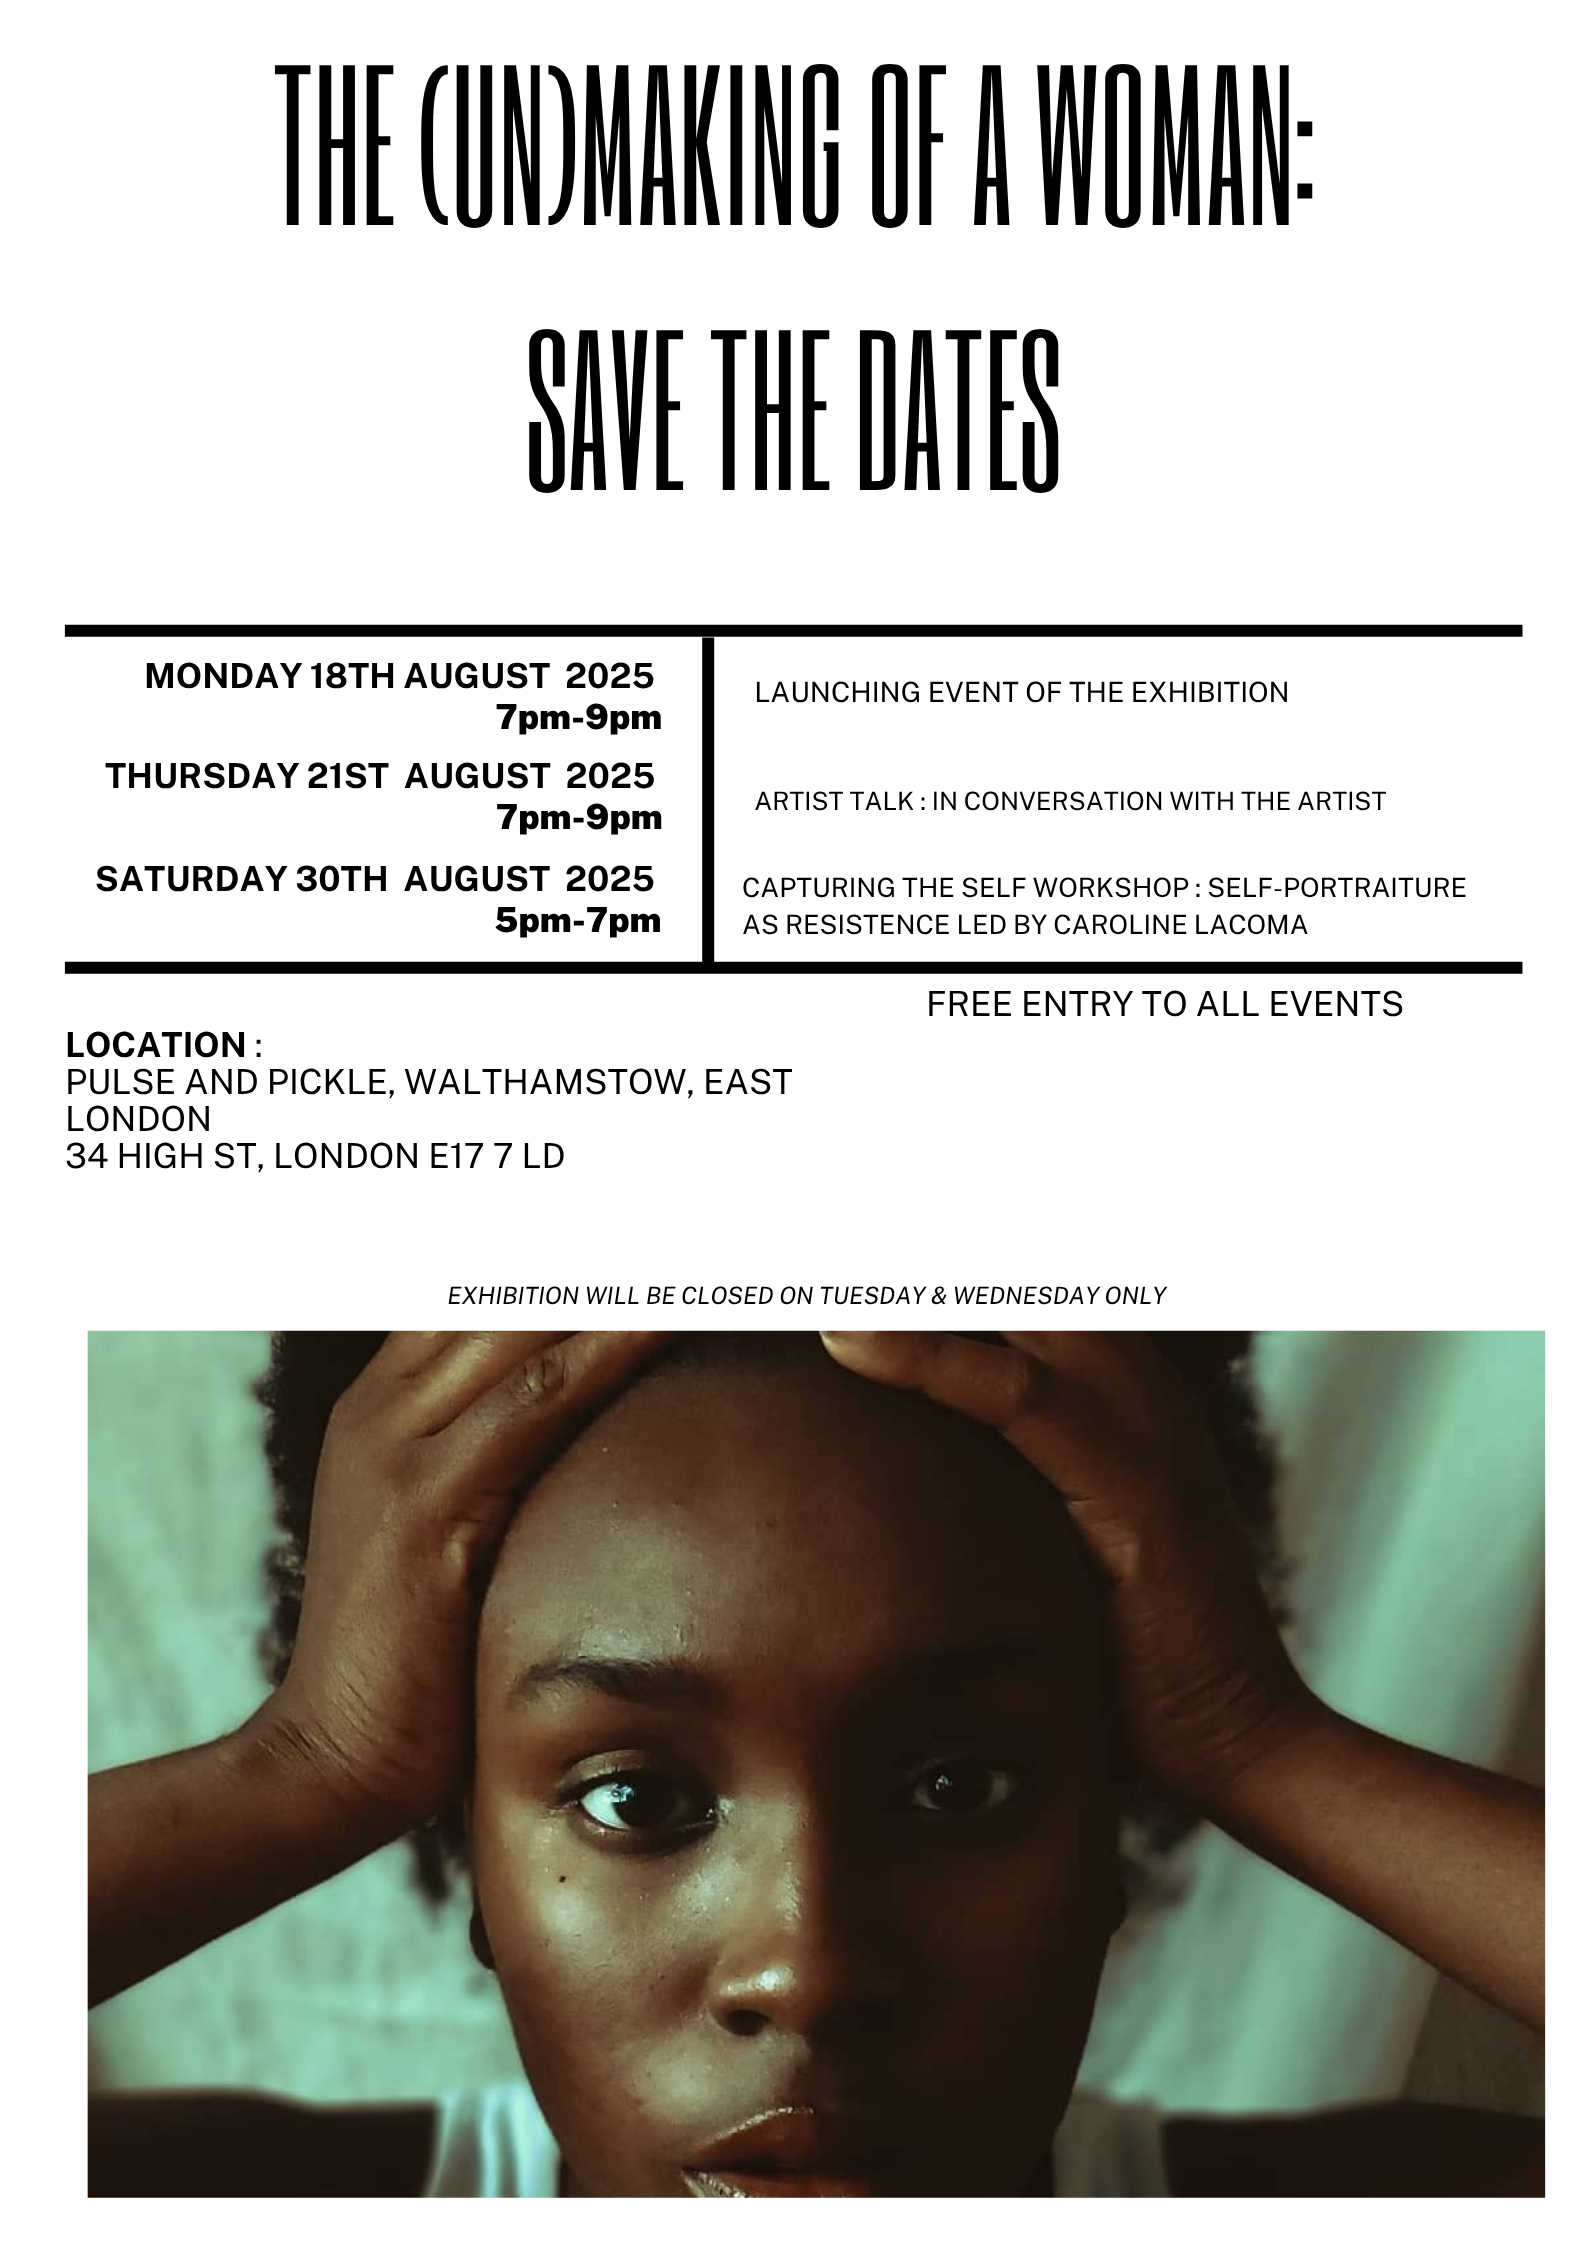 THE (UN)MAKING OF A WOMAN:
SAVE THE DATES
MONDAY 18TH AUGUST 2025
7pm-9pm
LAUNCHING EVENT OF THE EXHIBITION
THURSDAY 21ST AUGUST 2025
7pm-9pm
ARTIST TALK : IN CONVERSATION WITH THE ARTIST
SATURDAY 30TH AUGUST 2025
5pm-7pm
CAPTURING THE SELF WORKSHOP : SELF-PORTRAITURE
AS RESISTENCE LED BY CAROLINE LACOMA
FREE ENTRY TO ALL EVENTS
LOCATION :
PULSE AND PICKLE, WALTHAMSTOW, EAST
LONDON
34 HIGH ST, LONDON E17 7 LD
EXHIBITION WILL BE CLOSED ON TUESDAY & WEDNESDAY ONLY